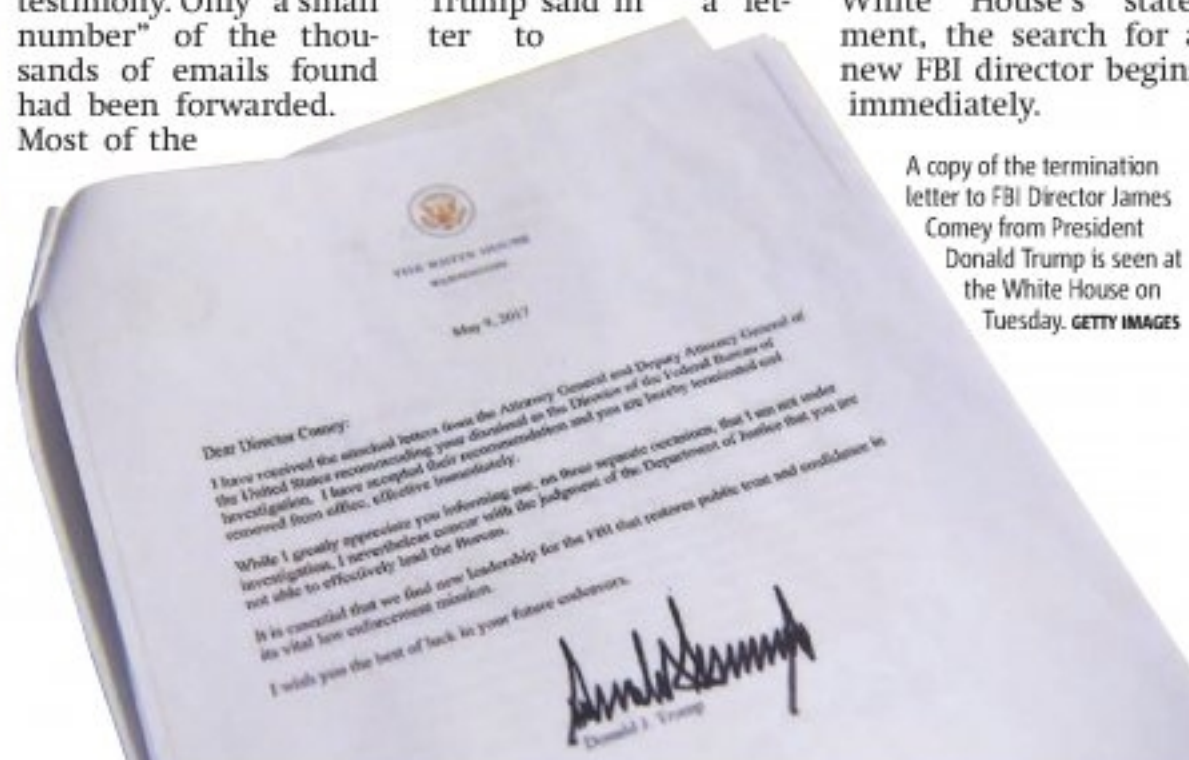 testimony. Only "a small
number" of the thou-
sands of emails found
had been forwarded.
Most of the
Trump said in a let-
ter to
White House's state-
ment, the search for a
new FBI director begin
immediately.
A copy of the termination
letter to FBI Director James
Comey from President
Donald Trump is seen at
the White House on
Tuesday. GETTY IMAGES
THE WHITE HOUSE
WASHINGTON
May 9, 2017
Dear Director Comey:
I have received the attached letters from the Attorney General and Deputy Attorney General of
the United States recommending your dismissal as the Director of the Federal Bureau of
Investigation. I have accepted their recommendation and you are hereby terminated and
removed from office, effective immediately.
While I greatly appreciate you informing me, on three separate occasions, that I am not under
investigation, I nevertheless concur with the judgment of the Department of Justice that you are
not able to effectively lead the Bureau.
It is essential that we find new leadership for the FBI that restores public trust and confidence in
its vital law enforcement mission.
I wish you the best of luck in your future endeavors.
Donald J. Trump